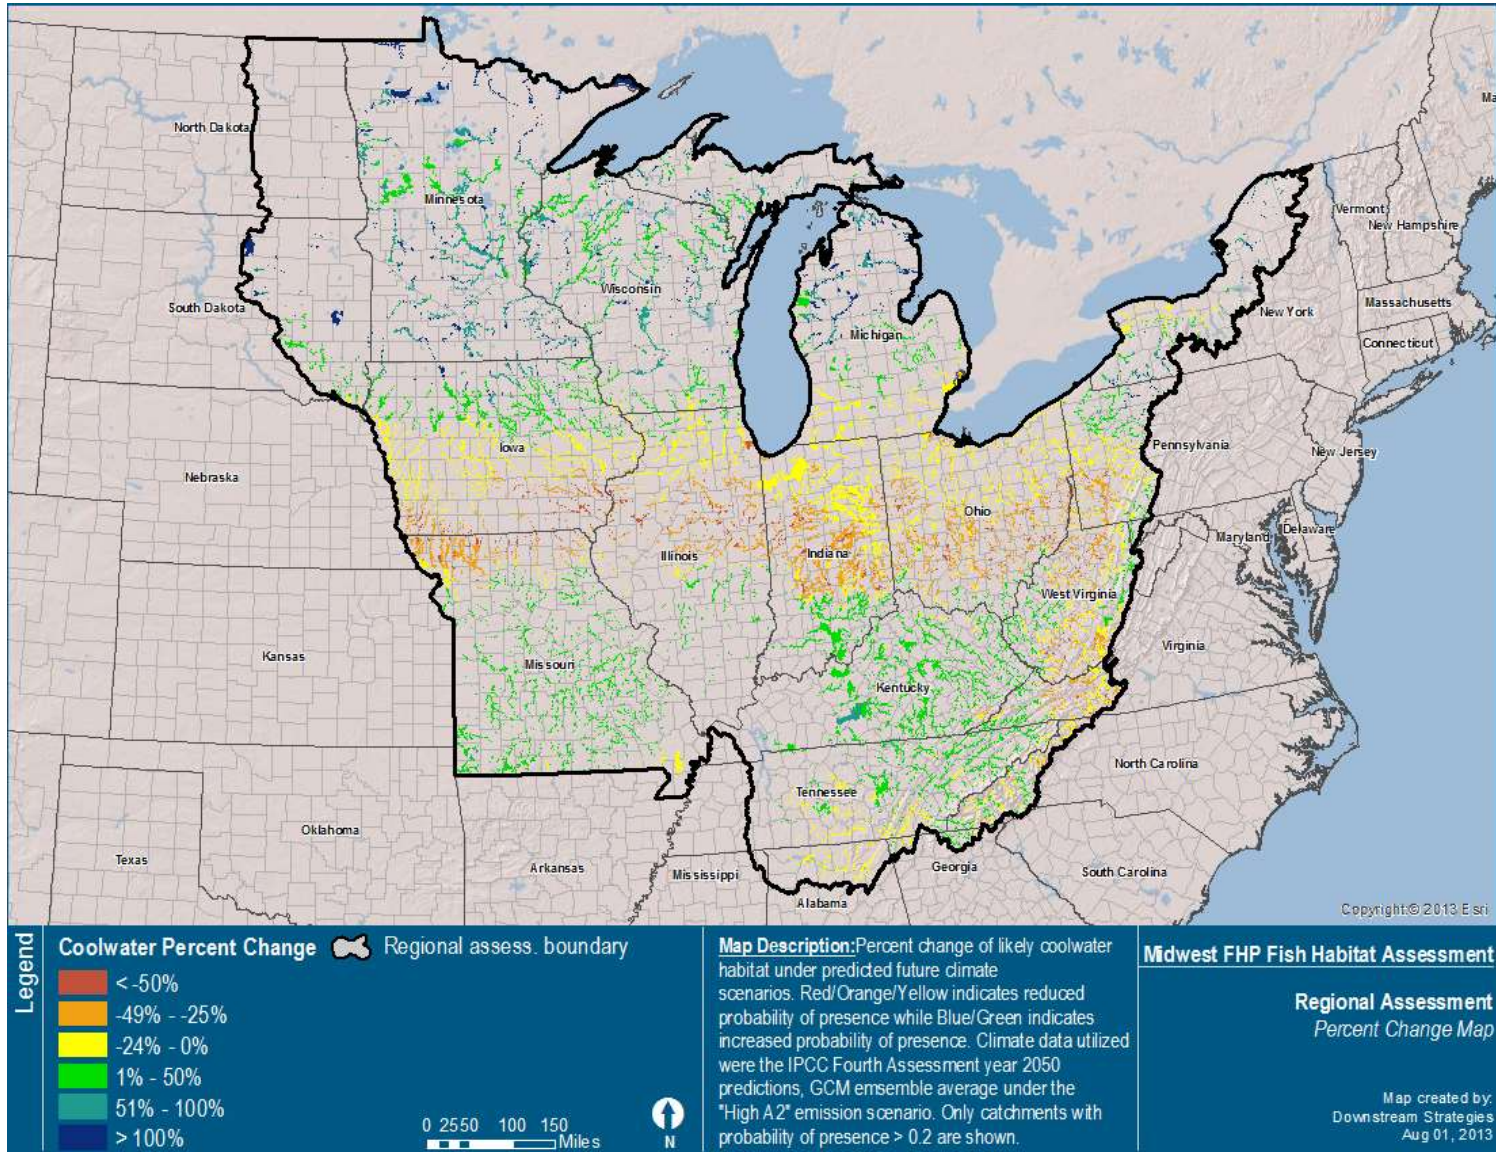 Ma
North Dakota
Minnesota
Vermont
New Hampshire
Wisconsin
South Dakota
Michigan
New York
Massachusetts
Connecticut
Iowa
Pennsylvania
New Jersey
Nebraska
Ohio
Delaware
Maryland
Illinois
Indiana
West Virginia
Virginia
Kansas
Missouri
Kentucky
North Carolina
Tennessee
Oklahoma
Texas
Arkansas
Mississippi
Georgia
South Carolina
Alabama
Copyright:© 2013 Esri
Legend
Coolwater Percent Change
< -50%
-49% - -25%
-24% - 0%
1% - 50%
51% - 100%
> 100%
Regional assess. boundary
0 25 50 100 150
Miles
N
Map Description:Percent change of likely coolwater
habitat under predicted future climate
scenarios. Red/Orange/Yellow indicates reduced
probability of presence while Blue/Green indicates
increased probability of presence. Climate data utilized
were the IPCC Fourth Assessment year 2050
predictions, GCM emsemble average under the
"High A2" emission scenario. Only catchments with
probability of presence > 0.2 are shown.
Midwest FHP Fish Habitat Assessment
Regional Assessment
Percent Change Map
Map created by:
Downstream Strategies
Aug 01, 2013